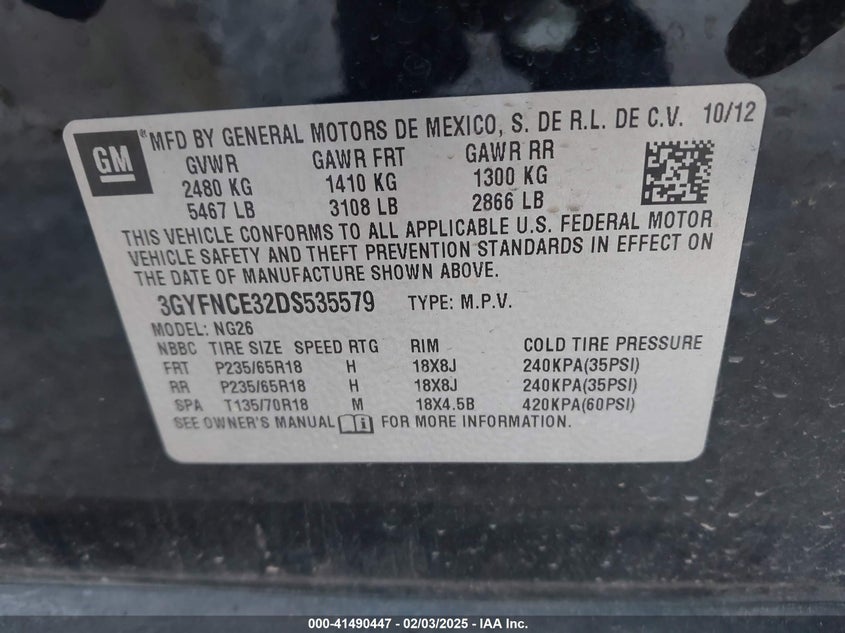 GM ® MFD BY GENERAL MOTORS DE MEXICO, S. DE R.L. DE C.V. 10/12
GVWR GAWR FRT GAWR RR
2480 KG 1410 KG 1300 KG
5467 LB 3108 LB 2866 LB
THIS VEHICLE CONFORMS TO ALL APPLICABLE U.S. FEDERAL MOTOR
VEHICLE SAFETY AND THEFT PREVENTION STANDARDS IN EFFECT ON
THE DATE OF MANUFACTURE SHOWN ABOVE.
3GYFNCE32DS535579 TYPE: M.P.V.
MODEL: NG26
NBBC TIRE SIZE SPEED RTG RIM COLD TIRE PRESSURE
FRT P235/65R18 H 18X8J 240KPA(35PSI)
RR P235/65R18 H 18X8J 240KPA(35PSI)
SPA T135/70R18 M 18X4.5B 420KPA(60PSI)
SEE OWNER'S MANUAL FOR MORE INFORMATION.
000-41490447 - 02/03/2025 - IAA Inc.